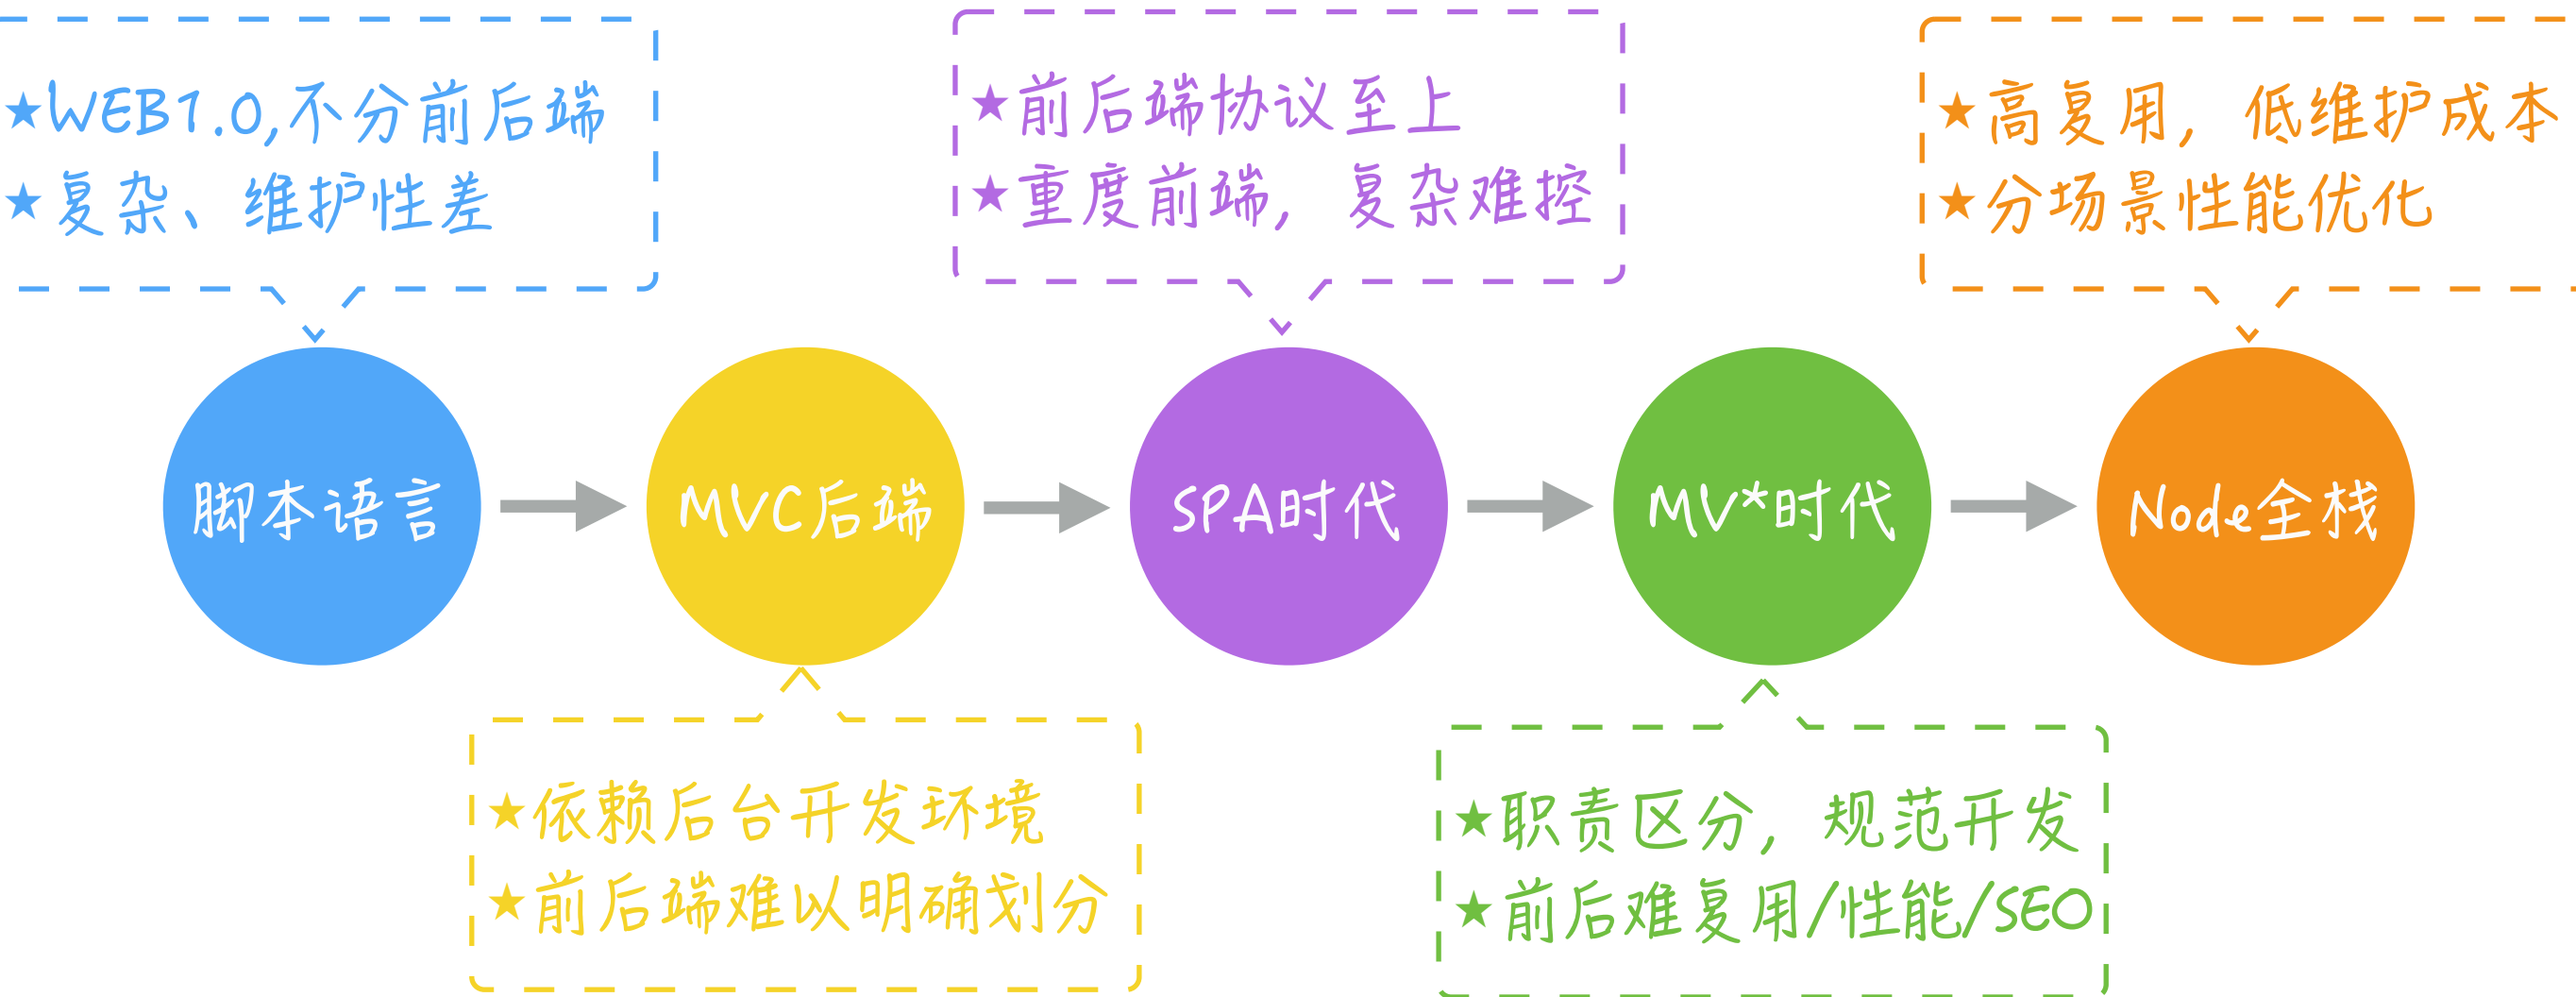 ★WEB1.0,不分前后端
★复杂、维护性差
★前后端协议至上
★重度前端，复杂难控
★高复用，低维护成本
★分场景性能优化
脚本语言
MVC后端
SPA时代
MV*时代
Node全栈
★依赖后台开发环境
★前后端难以明确划分
★职责区分，规范开发
★前后难复用/性能/SEO